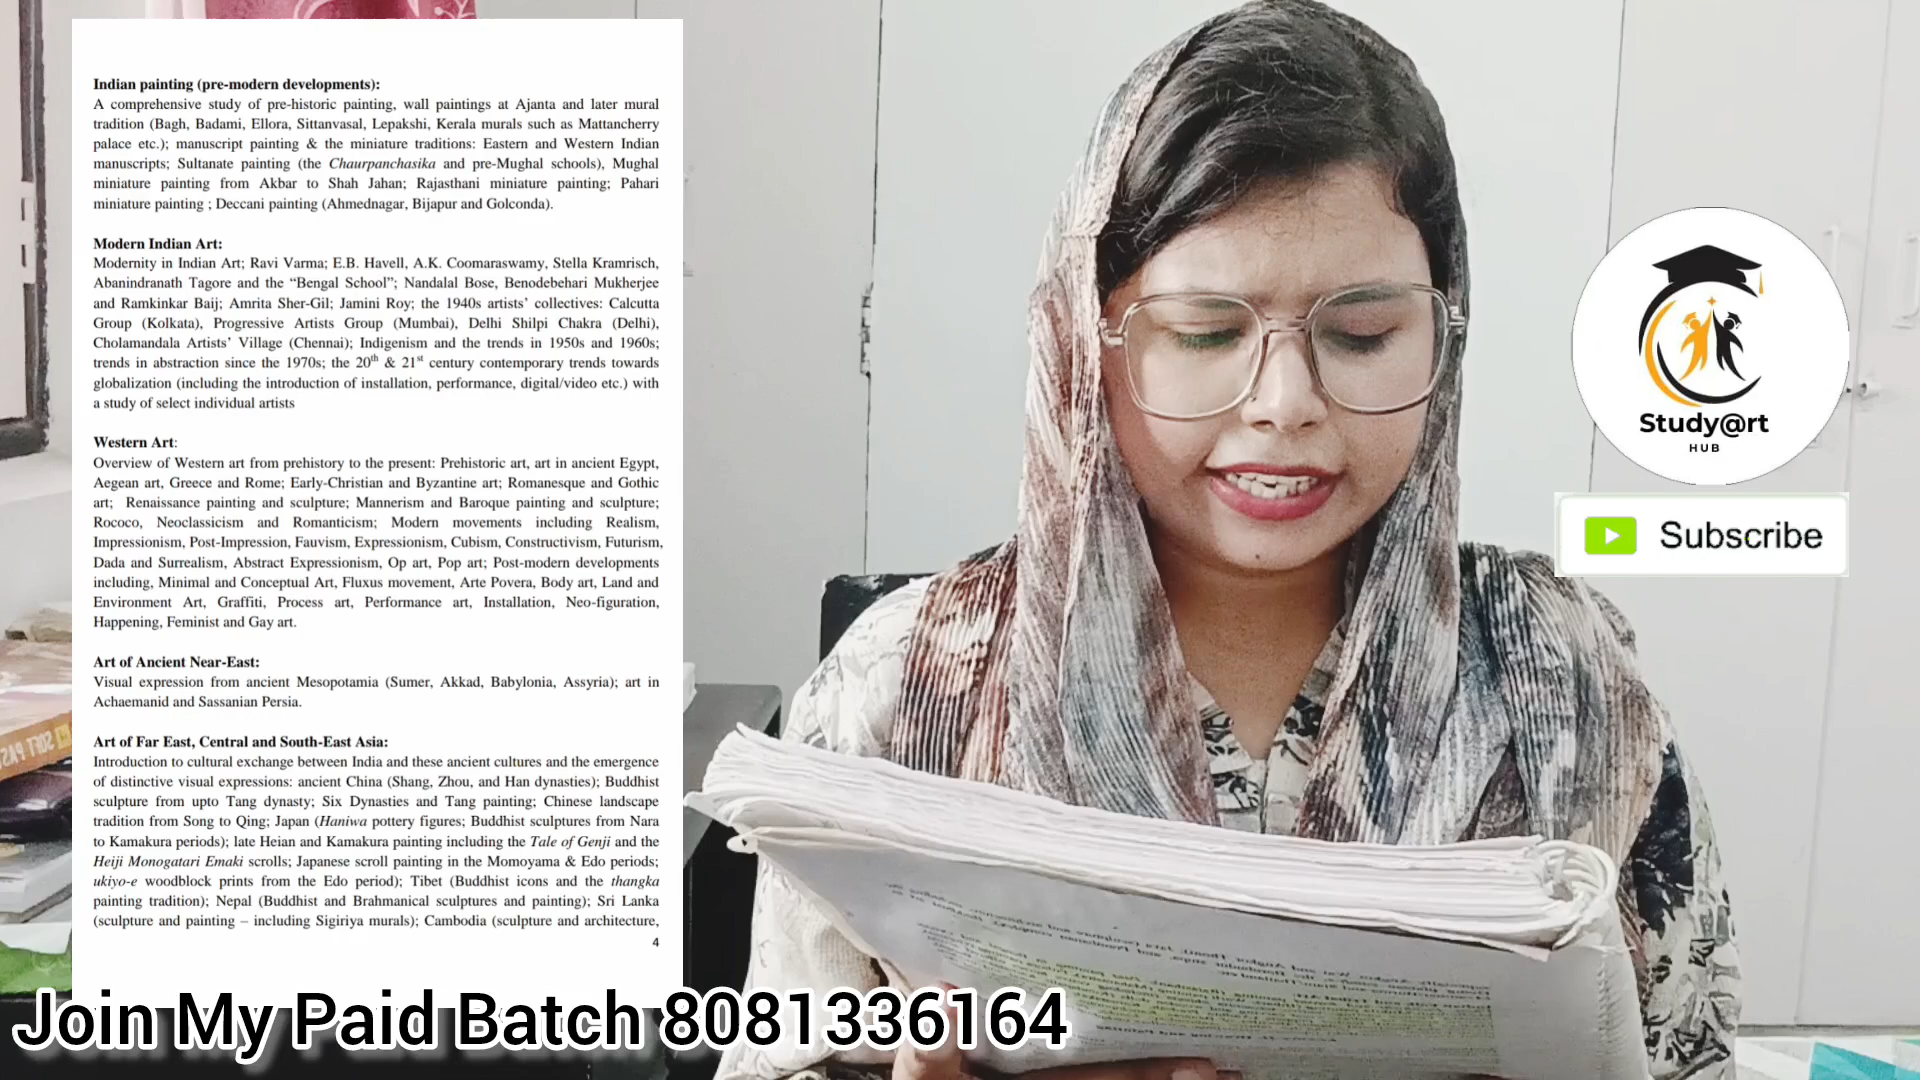 Indian painting (pre-modern developments):
A comprehensive study of pre-historic painting, wall paintings at Ajanta and later mural
tradition (Bagh, Badami, Ellora, Sittanvasal, Lepakshi, Kerala murals such as Mattancherry
palace etc.); manuscript painting & the miniature traditions: Eastern and Western Indian
manuscripts; Sultanate painting (the Chaurpanchasika and pre-Mughal schools), Mughal
miniature painting from Akbar to Shah Jahan; Rajasthani miniature painting; Pahari
miniature painting ; Deccani painting (Ahmednagar, Bijapur and Golconda).
Modern Indian Art:
Modernity in Indian Art; Ravi Varma; E.B. Havell, A.K. Coomaraswamy, Stella Kramrisch,
Abanindranath Tagore and the “Bengal School”; Nandalal Bose, Benodebehari Mukherjee
and Ramkinkar Baij; Amrita Sher-Gil; Jamini Roy; the 1940s artists’ collectives: Calcutta
Group (Kolkata), Progressive Artists Group (Mumbai), Delhi Shilpi Chakra (Delhi),
Cholamandala Artists’ Village (Chennai); Indigenism and the trends in 1950s and 1960s;
trends in abstraction since the 1970s; the 20th & 21st century contemporary trends towards
globalization (including the introduction of installation, performance, digital/video etc.) with
a study of select individual artists
Western Art:
Overview of Western art from prehistory to the present: Prehistoric art, art in ancient Egypt,
Aegean art, Greece and Rome; Early-Christian and Byzantine art; Romanesque and Gothic
art; Renaissance painting and sculpture; Mannerism and Baroque painting and sculpture;
Rococo, Neoclassicism and Romanticism; Modern movements including Realism,
Impressionism, Post-Impression, Fauvism, Expressionism, Cubism, Constructivism, Futurism,
Dada and Surrealism, Abstract Expressionism, Op art, Pop art; Post-modern developments
including, Minimal and Conceptual Art, Fluxus movement, Arte Povera, Body art, Land and
Environment Art, Graffiti, Process art, Performance art, Installation, Neo-figuration,
Happening, Feminist and Gay art.
Art of Ancient Near-East:
Visual expression from ancient Mesopotamia (Sumer, Akkad, Babylonia, Assyria); art in
Achaemanid and Sassanian Persia.
Art of Far East, Central and South-East Asia:
Introduction to cultural exchange between India and these ancient cultures and the emergence
of distinctive visual expressions: ancient China (Shang, Zhou, and Han dynasties); Buddhist
sculpture from upto Tang dynasty; Six Dynasties and Tang painting; Chinese landscape
tradition from Song to Qing; Japan (Haniwa pottery figures; Buddhist sculptures from Nara
to Kamakura periods); late Heian and Kamakura painting including the Tale of Genji and the
Heiji Monogatari Emaki scrolls; Japanese scroll painting in the Momoyama & Edo periods;
ukiyo-e woodblock prints from the Edo period); Tibet (Buddhist icons and the thangka
painting tradition); Nepal (Buddhist and Brahmanical sculptures and painting); Sri Lanka
(sculpture and painting – including Sigiriya murals); Cambodia (sculpture and architecture,
4
Study@rt
HUB
Subscribe
Join My Paid Batch 8081336164